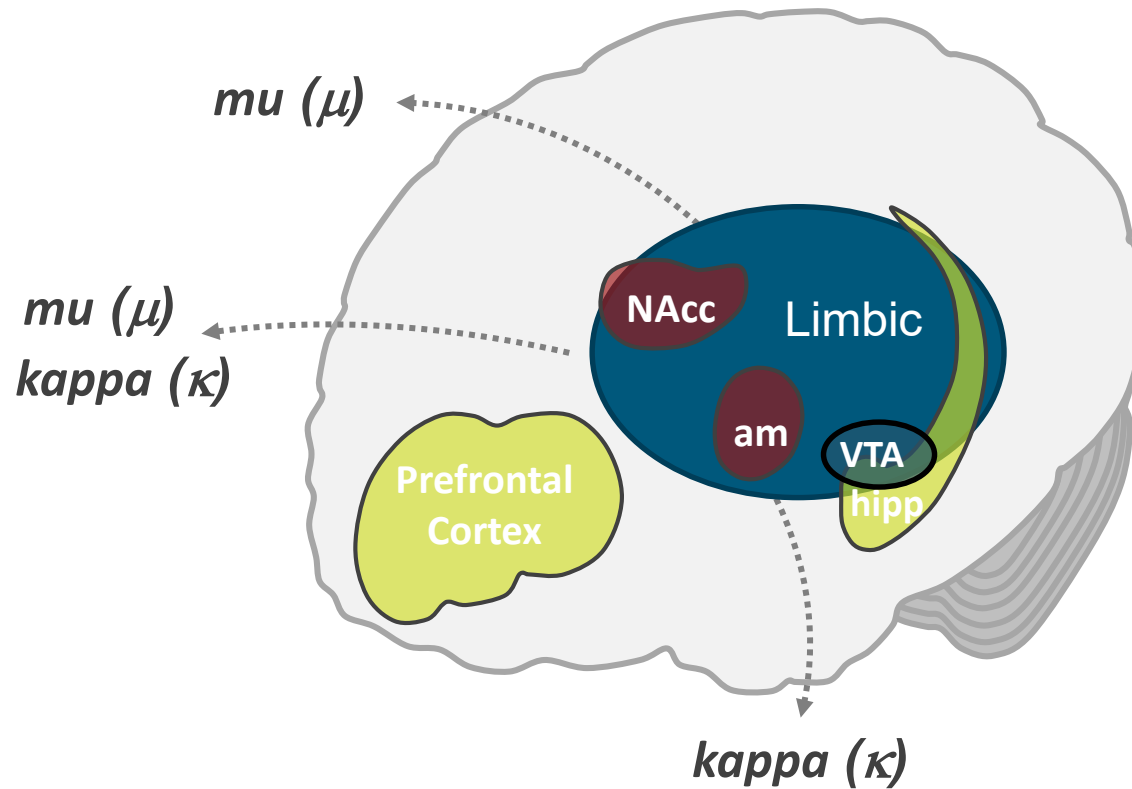 mu (μ)
mu (μ)
kappa (κ)
NAcc
Limbic
am
VTA
hipp
Prefrontal
Cortex
kappa (κ)